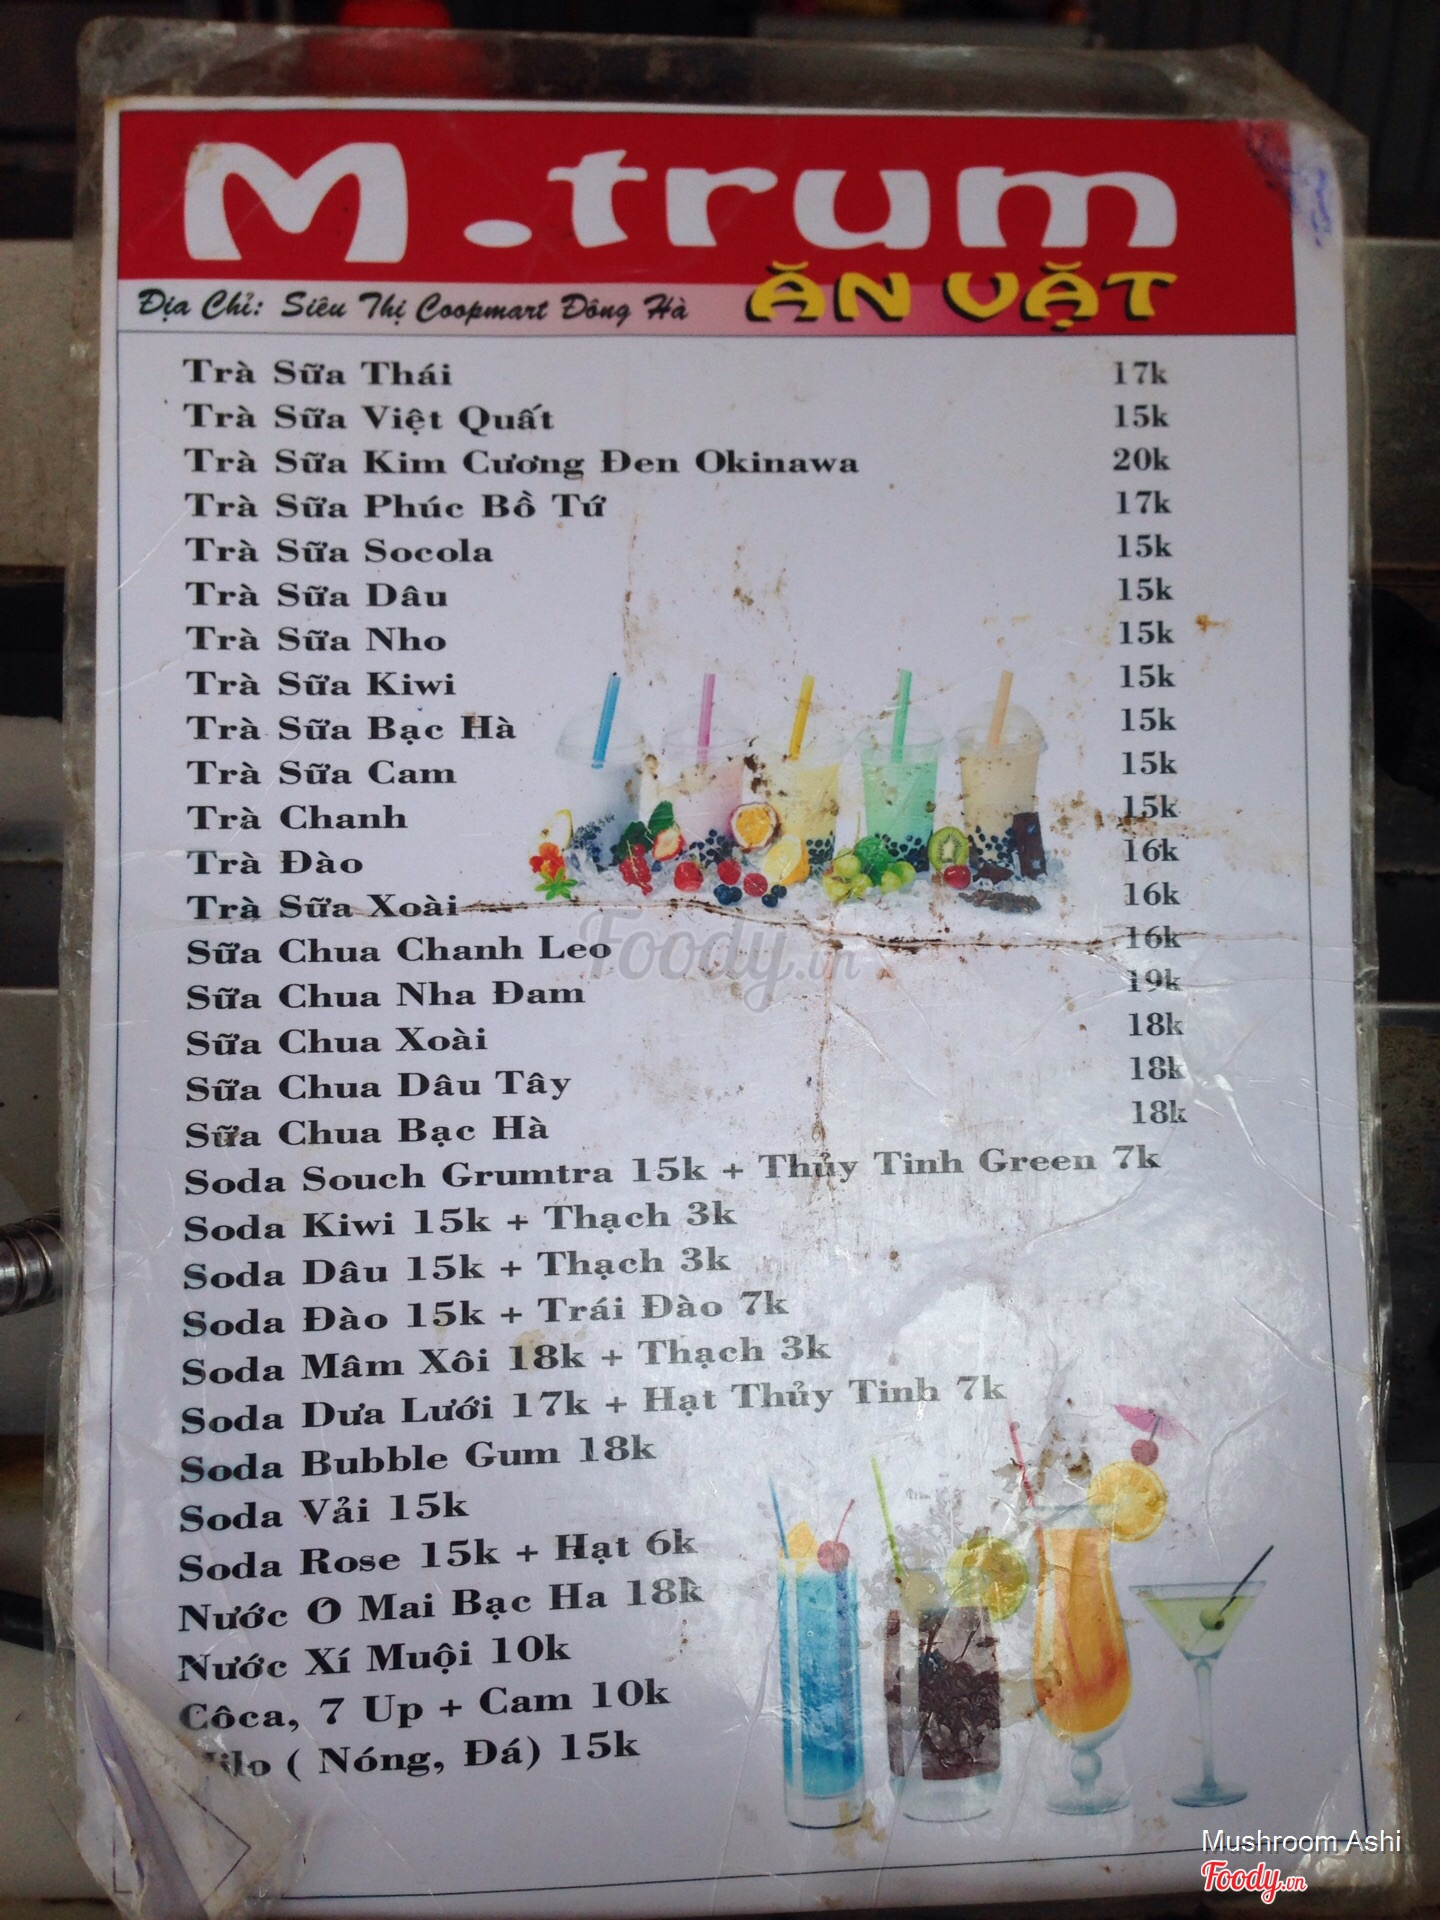 M.trum
ĂN VẶT
Địa Chỉ: Siêu Thị Coopmart Đông Hà
Trà Sữa Thái 17k
Trà Sữa Việt Quất 15k
Trà Sữa Kim Cương Đen Okinawa 20k
Trà Sữa Phúc Bồ Tứ 17k
Trà Sữa Socola 15k
Trà Sữa Dâu 15k
Trà Sữa Nho 15k
Trà Sữa Kiwi 15k
Trà Sữa Bạc Hà 15k
Trà Sữa Cam 15k
Trà Chanh 15k
Trà Đào 16k
Trà Sữa Xoài 16k
Sữa Chua Chanh Leo 16k
Sữa Chua Nha Đam 19k
Sữa Chua Xoài 18k
Sữa Chua Dâu Tây 18k
Sữa Chua Bạc Hà 18k
Soda Souch Grumtra 15k + Thủy Tinh Green 7k
Soda Kiwi 15k + Thạch 3k
Soda Dâu 15k + Thạch 3k
Soda Đào 15k + Trái Đào 7k
Soda Mâm Xôi 18k + Thạch 3k
Soda Dưa Lưới 17k + Hạt Thủy Tinh 7k
Soda Bubble Gum 18k
Soda Vải 15k
Soda Rose 15k + Hạt 6k
Nước Ô Mai Bạc Ha 18k
Nước Xí Muội 10k
Côca, 7 Up + Cam 10k
( Nóng, Đá) 15k
Foody.vn
Mushroom Ashi
Foody.vn